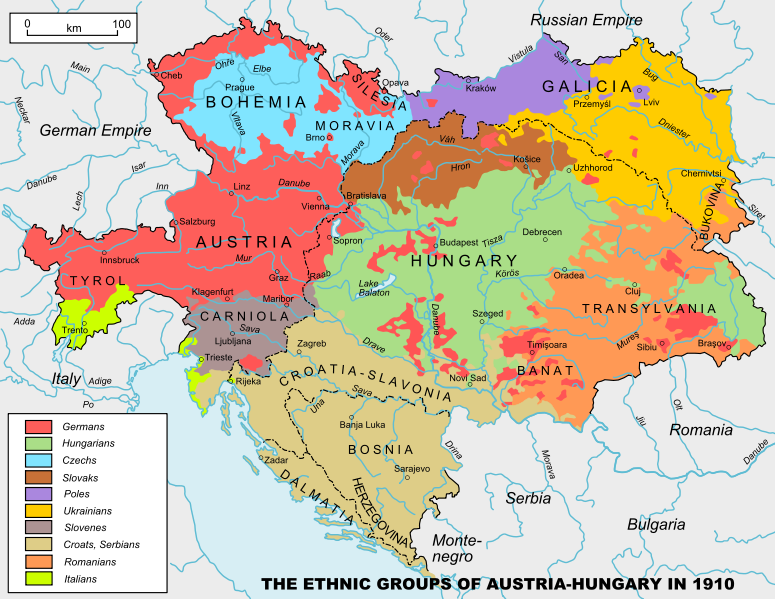 0 100
km
Russian Empire
Oder
Vistula
San
Main
Cheb
Ohře
Elbe
Opava
SILESIA
Kraków
GALICIA
Bug
Prague
BOHEMIA
Przemyśl
Lviv
Neckar
Vltava
MORAVIA
Brno
Dniester
German Empire
Morava
Váh
Hron
Košice
Uzhhorod
Chernivtsi
Isar
Danube
Inn
Linz
Danube
Lech
Vienna
Bratislava
BUKOVINA
Siret
Salzburg
AUSTRIA
Sopron
Budapest
Tisza
Debrecen
Innsbruck
Mur
HUNGARY
Graz
Raab
Körös
Oradea
TYROL
Klagenfurt
Maribor
Lake
Balaton
Cluj
CARNIOLA
Danube
TRANSYLVANIA
Adda
Trento
Sava
Ljubljana
Szeged
Drave
Mureş
Trieste
Zagreb
Timişoara
Sibiu
Braşov
Italy
Adige
Rijeka
CROATIA-SLAVONIA
Novi Sad
BANAT
Po
Sava
Una
Jiu
Olt
Banja Luka
Romania
Germans
Hungarians
Czechs
Slovaks
Poles
Ukrainians
Slovenes
Croats, Serbians
Romanians
Italians
BOSNIA
Drina
Morava
Danube
Zadar
Sarajevo
DALMATIA
HERZEGOVINA
Serbia
Bulgaria
Monte-
negro
THE ETHNIC GROUPS OF AUSTRIA-HUNGARY IN 1910